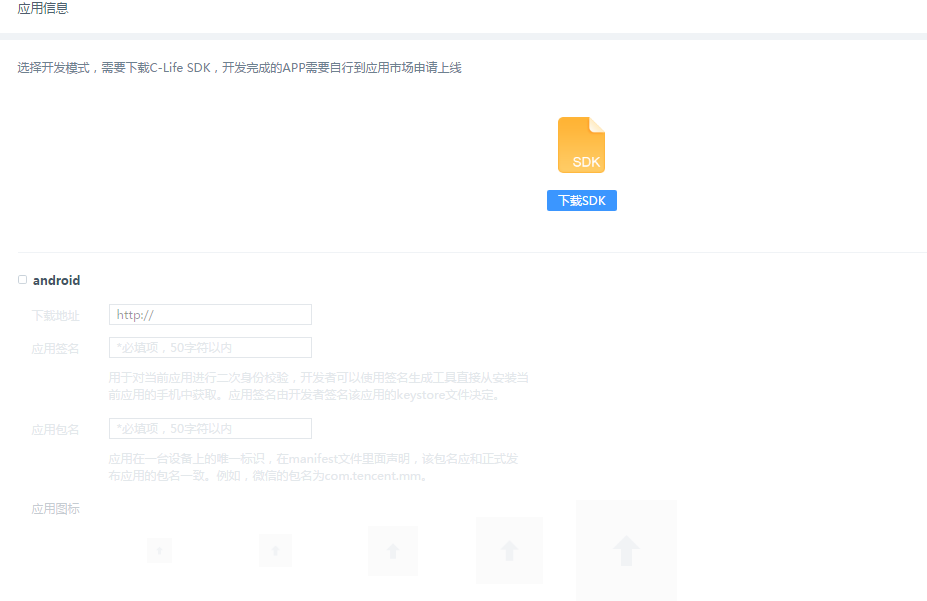 应用信息
选择开发模式，需要下载C-Life SDK，开发完成的APP需要自行到应用市场申请上线
SDK
下载SDK
android
下载地址 http://
应用签名 *必填项，50字符以内
用于对当前应用进行二次身份校验，开发者可以使用签名生成工具直接从安装当
前应用的手机中获取。应用签名由开发者签名该应用的keystore文件决定。
应用包名 *必填项，50字符以内
应用在一台设备上的唯一标识，在manifest文件里面声明，该包名应和正式发
布应用的包名一致。例如，微信的包名为com.tencent.mm。
应用图标